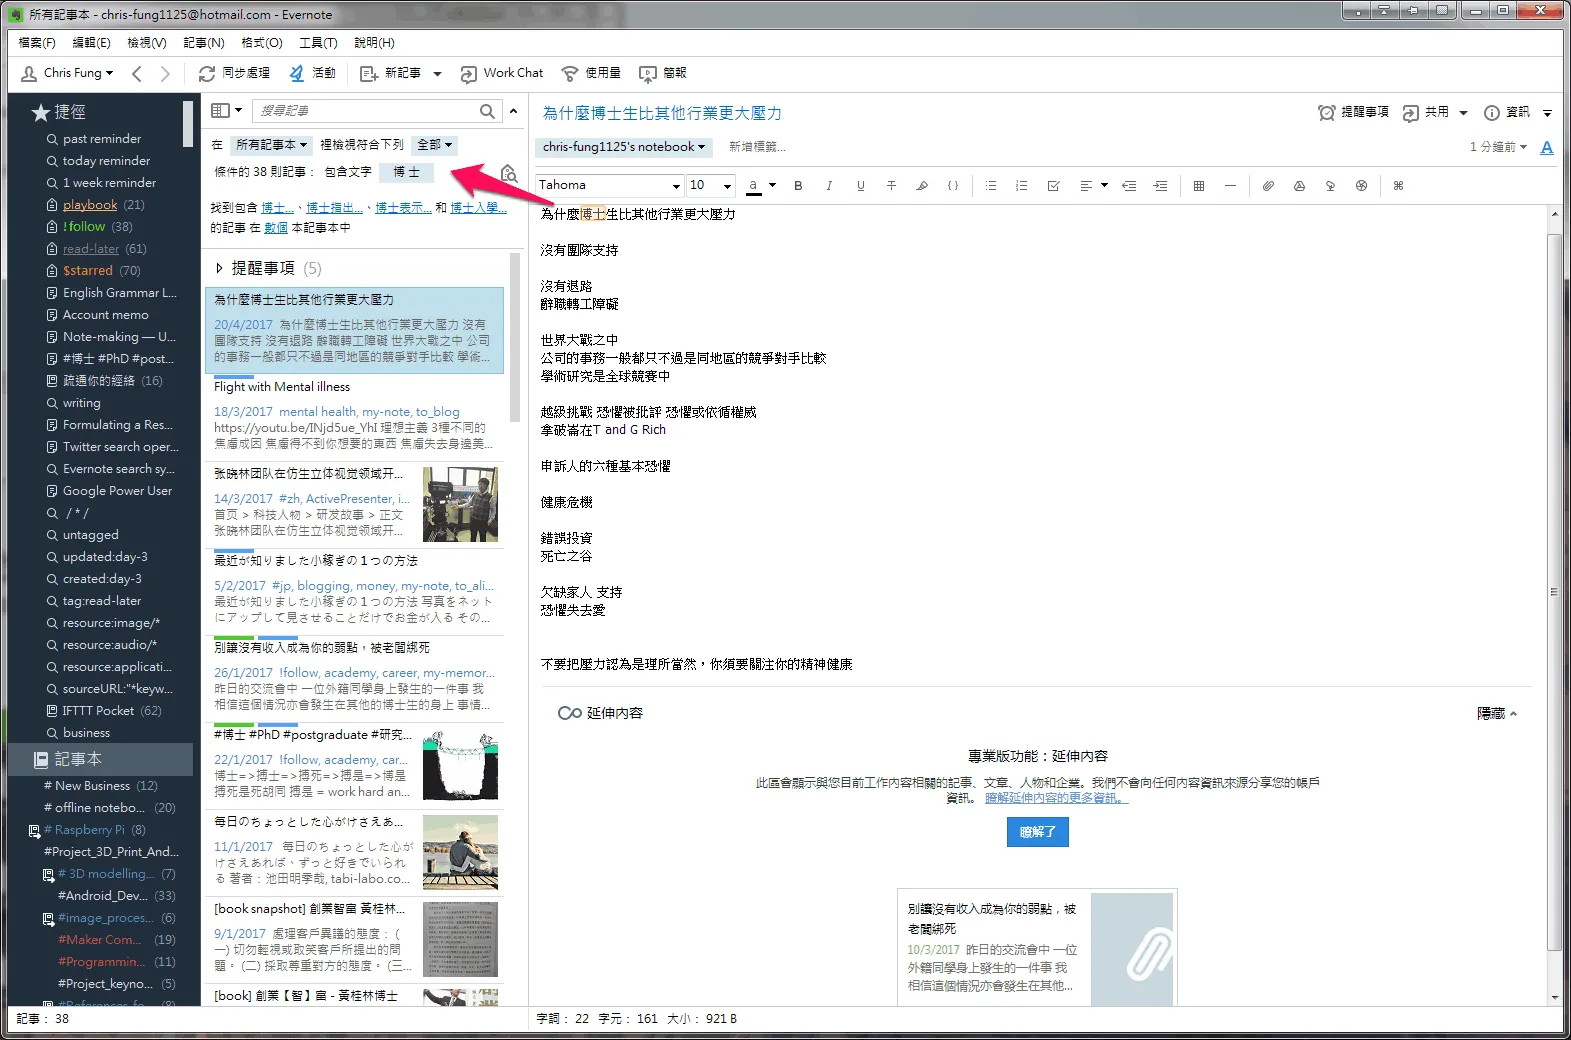 所有記事本 - chris-fung1125@hotmail.com - Evernote
檔案(F) 編輯(E) 檢視(V) 記事(N) 格式(O) 工具(T) 說明(H)
Chris Fung 同步處理 活動 新記事 Work Chat 使用量 簡報
捷徑
past reminder
today reminder
1 week reminder
playbook (21)
!follow (38)
read-later (61)
$starred (70)
English Grammar L...
Account memo
Note-making — U...
#博士 #PhD #post...
疏通你的經絡 (16)
writing
Formulating a Res...
Twitter search oper...
Evernote search sy...
Google Power User
/ * /
untagged
updated:day-3
created:day-3
tag:read-later
resource:image/*
resource:audio/*
resource:applicati...
sourceURL:"*keyw...
IFTTT Pocket (62)
business
記事本
# New Business (12)
# offline notebo... (20)
# Raspberry Pi (8)
#Project_3D_Print_And...
# 3D modelling... (7)
#Android_Dev... (33)
#image_proces... (6)
#Maker Com... (19)
#Programmin... (11)
#Project_keyno... (5)
#References_fo... (8)
搜尋記事
在 所有記事本 裡檢視符合下列 全部
條件的 38 則記事： 包含文字 博士
找到包含 博士...、博士指出...、博士表示... 和 博士入學...
的記事 在 數個 本記事本中
提醒事項 (5)
為什麼博士生比其他行業更大壓力
20/4/2017 為什麼博士生比其他行業更大壓力 沒有
團隊支持 沒有退路 辭職轉工障礙 世界大戰之中 公司
的事務一般都只不過是同地區的競爭對手比較 學術...
Flight with Mental illness
18/3/2017 mental health, my-note, to_blog
https://youtu.be/INjd5ue_YhI 理想主義 3種不同的
焦慮成因 焦慮得不到你想要的東西 焦慮失去身邊美...
张晓林团队在仿生立体视觉领域开...
14/3/2017 #zh, ActivePresenter, i...
首页 > 科技人物 > 研发故事 > 正文
张晓林团队在仿生立体视觉领域开...
最近が知りました小稼ぎの１つの方法
5/2/2017 #jp, blogging, money, my-note, to_ali...
最近が知りました小稼ぎの１つの方法 写真をネット
にアップして見させることだけでお金が入る その...
別讓沒有收入成為你的弱點，被老闆綁死
26/1/2017 !follow, academy, career, my-memor...
昨日的交流會中 一位外籍同學身上發生的一件事 我
相信這個情況亦會發生在其他的博士生的身上 事情...
#博士 #PhD #postgraduate #研究...
22/1/2017 !follow, academy, car...
博士=>搏士=>搏死=>搏是=>博是
搏死是死胡同 搏是 = work hard an...
毎日のちょっとした心がけさえあ...
11/1/2017 毎日のちょっとした心が
けさえあれば、ずっと好きでいられ
る 著者：池田明季哉, tabi-labo.co...
[book snapshot] 創業智富 黃桂林...
9/1/2017 處理客戶異議的態度： (
一) 切勿輕視或取笑客戶所提出的問
題。 (二) 採取尊重對方的態度。 (三...
[book] 創業【智】富 - 黃桂林博士
為什麼博士生比其他行業更大壓力
提醒事項 共用 資訊
chris-fung1125's notebook 新增標籤...
1 分鐘前
Tahoma 10
為什麼博士生比其他行業更大壓力
沒有團隊支持
沒有退路
辭職轉工障礙
世界大戰之中
公司的事務一般都只不過是同地區的競爭對手比較
學術研究是全球競賽中
越級挑戰 恐懼被批評 恐懼或依循權威
拿破崙在T and G Rich
申訴人的六種基本恐懼
健康危機
錯誤投資
死亡之谷
欠缺家人 支持
恐懼失去愛
不要把壓力認為是理所當然，你須要關注你的精神健康
延伸內容
隱藏
專業版功能：延伸內容
此區會顯示與您目前工作內容相關的記事、文章、人物和企業。我們不會向任何內容資訊來源分享您的帳戶
資訊。 瞭解延伸內容的更多資訊。
瞭解了
別讓沒有收入成為你的弱點，被
老闆綁死
10/3/2017 昨日的交流會中 一位
外籍同學身上發生的一件事 我
相信這個情況亦會發生在其他...
記事： 38
字詞： 22 字元： 161 大小： 921 B